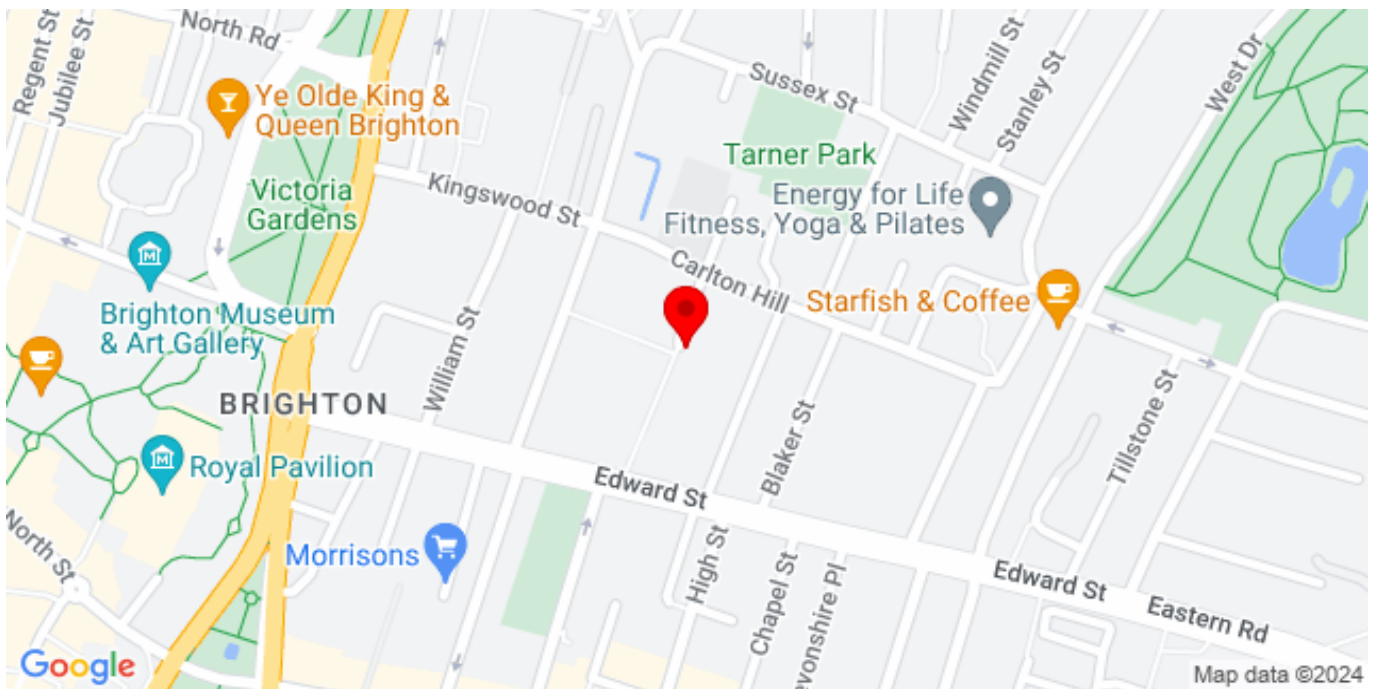 Regent St
Jubilee St
North Rd
Ye Olde King &
Queen Brighton
Victoria
Gardens
Kingswood St
Sussex St
Windmill St
Stanley St
West Dr
Tarner Park
Energy for Life
Fitness, Yoga & Pilates
Carlton Hill
Starfish & Coffee
Brighton Museum
& Art Gallery
William St
BRIGHTON
Royal Pavilion
North St
Morrisons
Edward St
Blaker St
High St
Chapel St
evonshire Pl
Tillstone St
Edward St
Eastern Rd
Google
Map data ©2024